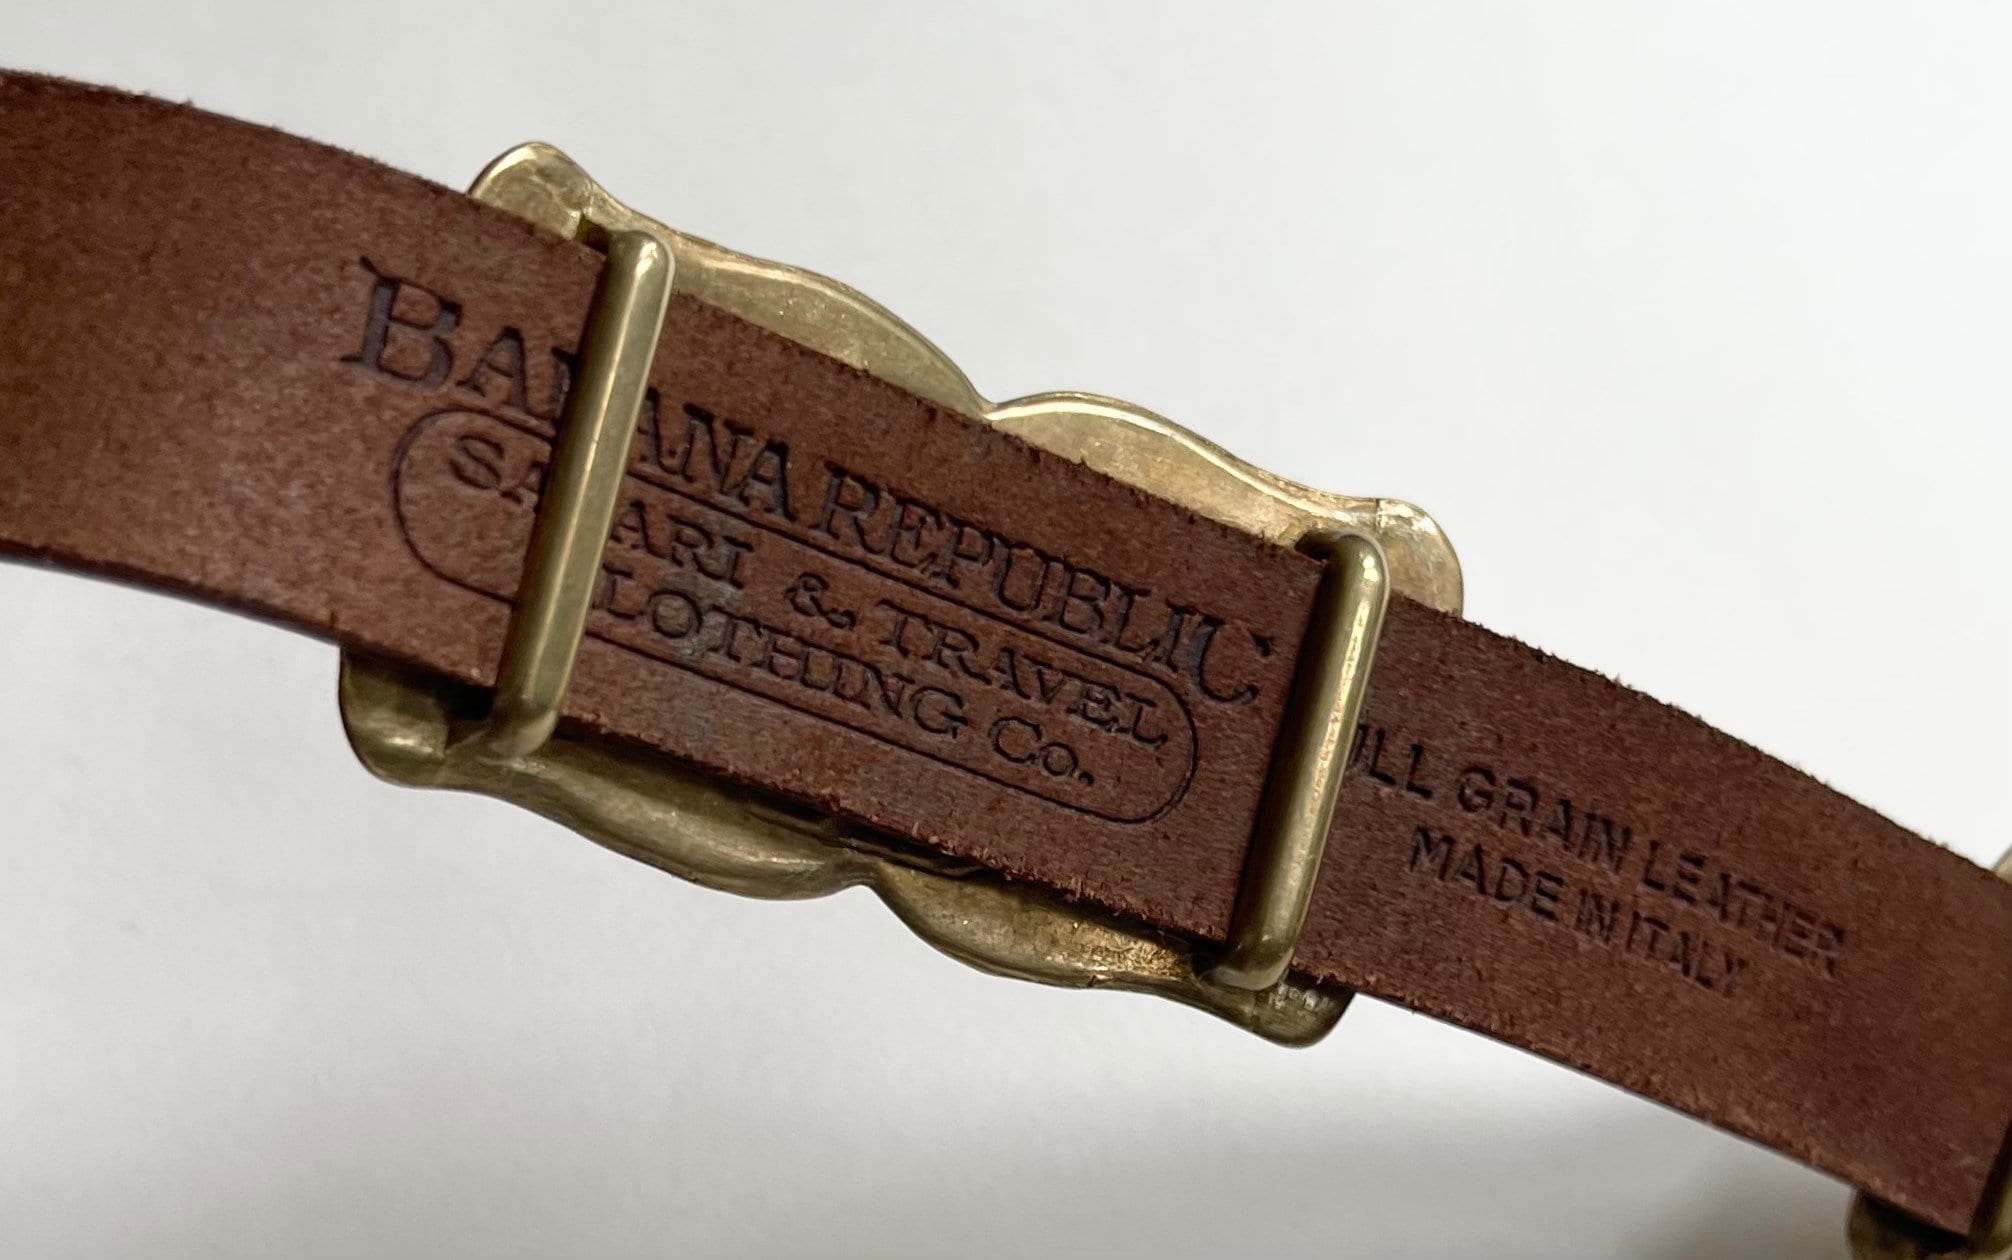 BANANA REPUBLIC
SAFARI & TRAVEL
CLOTHING Co.
FULL GRAIN LEATHER
MADE IN ITALY